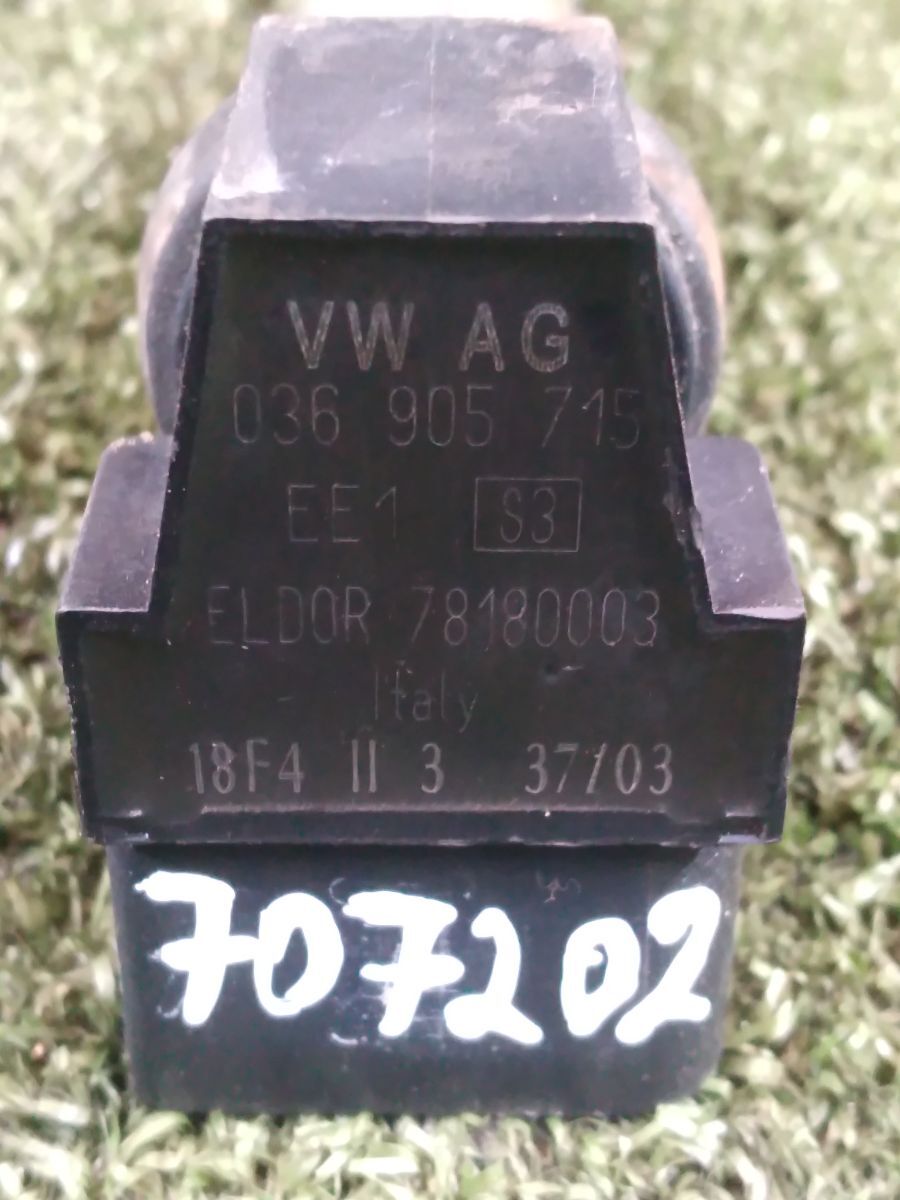 VW AG
036 905 715
EE1 S3
ELDOR 78180003
Italy
18F4 II 3 37/03
707202